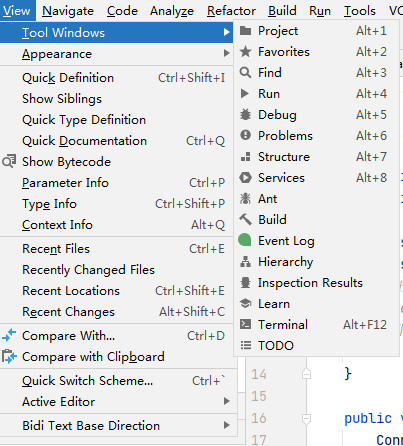 View Navigate Code Analyze Refactor Build Run Tools VC
Tool Windows
Appearance
Quick Definition Ctrl+Shift+I
Show Siblings
Quick Type Definition
Quick Documentation Ctrl+Q
Show Bytecode
Parameter Info Ctrl+P
Type Info Ctrl+Shift+P
Context Info Alt+Q
Recent Files Ctrl+E
Recently Changed Files
Recent Locations Ctrl+Shift+E
Recent Changes Alt+Shift+C
Compare With... Ctrl+D
Compare with Clipboard
Quick Switch Scheme... Ctrl+`
Active Editor
Bidi Text Base Direction
Project Alt+1
Favorites Alt+2
Find Alt+3
Run Alt+4
Debug Alt+5
Problems Alt+6
Structure Alt+7
Services Alt+8
Ant
Build
Event Log
Hierarchy
Inspection Results
Learn
Terminal Alt+F12
TODO
14 }
15
16 public v
17 Conn